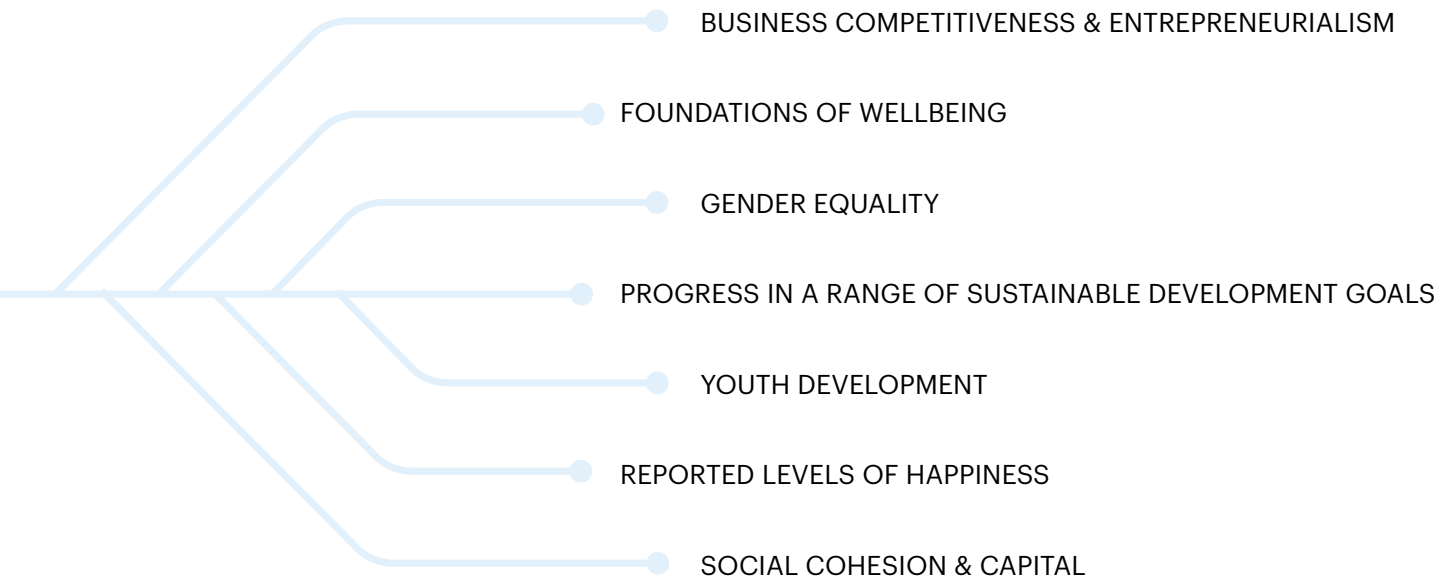 BUSINESS COMPETITIVENESS & ENTREPRENEURIALISM
FOUNDATIONS OF WELLBEING
GENDER EQUALITY
PROGRESS IN A RANGE OF SUSTAINABLE DEVELOPMENT GOALS
YOUTH DEVELOPMENT
REPORTED LEVELS OF HAPPINESS
SOCIAL COHESION & CAPITAL